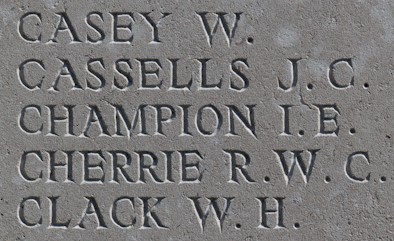 CASEY W.
CASSELLS J.C.
CHAMPION I.E.
CHERRIE R.W.C.
CLACK W.H.